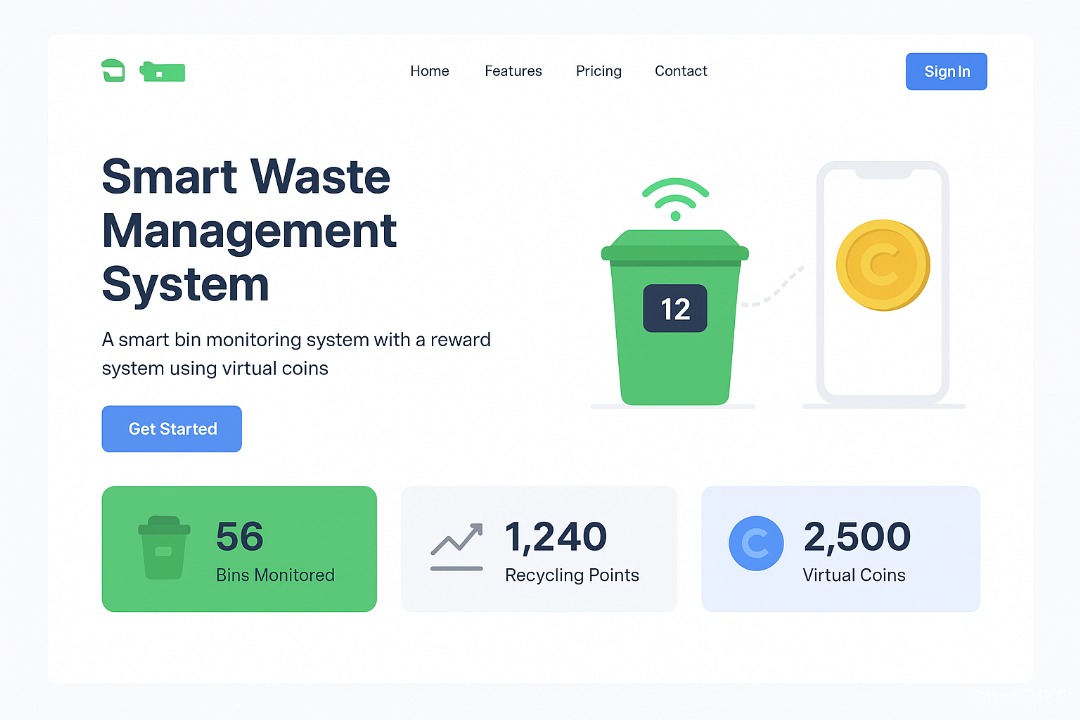 Home Features Pricing Contact Sign In
Smart Waste
Management
System
A smart bin monitoring system with a reward
system using virtual coins
Get Started
12
C
56
Bins Monitored
1,240
Recycling Points
C
2,500
Virtual Coins